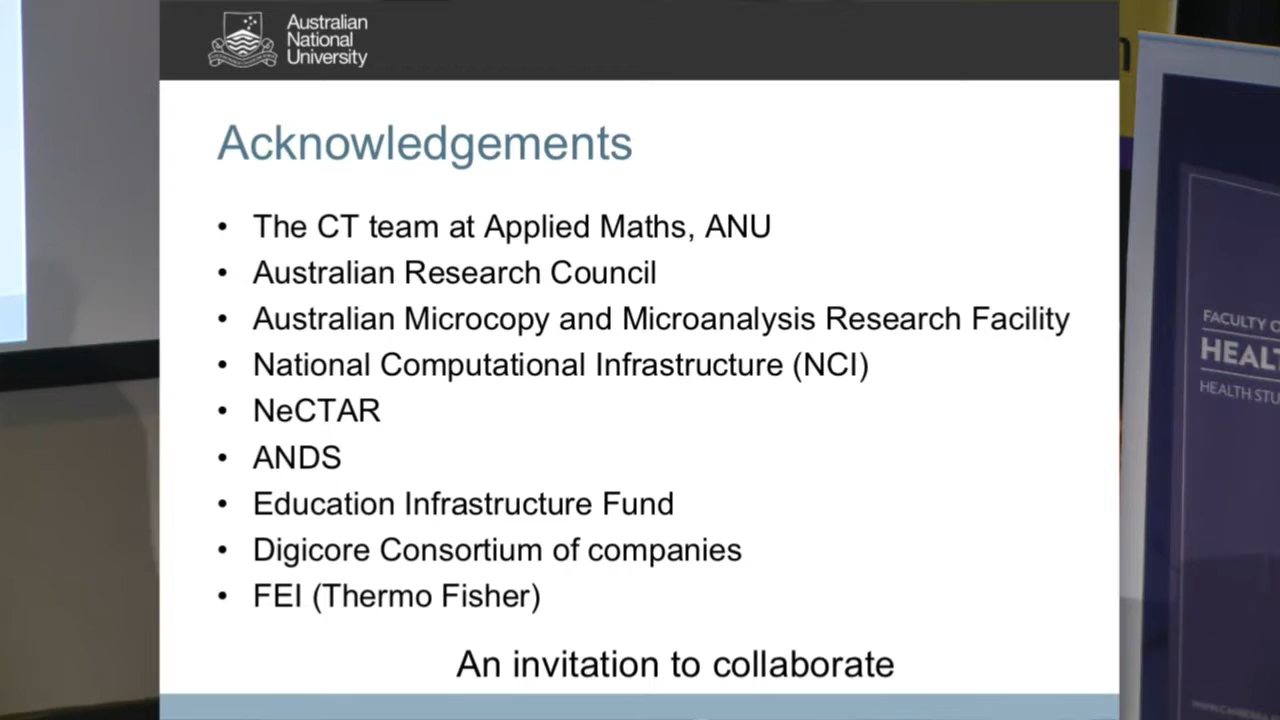 Australian
National
University
Acknowledgements
• The CT team at Applied Maths, ANU
• Australian Research Council
• Australian Microcopy and Microanalysis Research Facility
• National Computational Infrastructure (NCI)
• NeCTAR
• ANDS
• Education Infrastructure Fund
• Digicore Consortium of companies
• FEI (Thermo Fisher)
An invitation to collaborate
FACULTY
HEAL
HEALTH STU